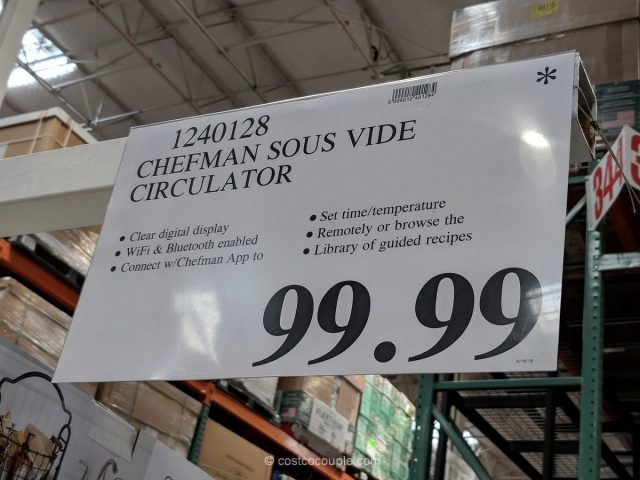 *
1240128
CHEFMAN SOUS VIDE
CIRCULATOR
• Clear digital display
• WiFi & Bluetooth enabled
• Connect w/Chefman App to
• Set time/temperature
• Remotely or browse the
• Library of guided recipes
99.99
344
© costcocouple.com